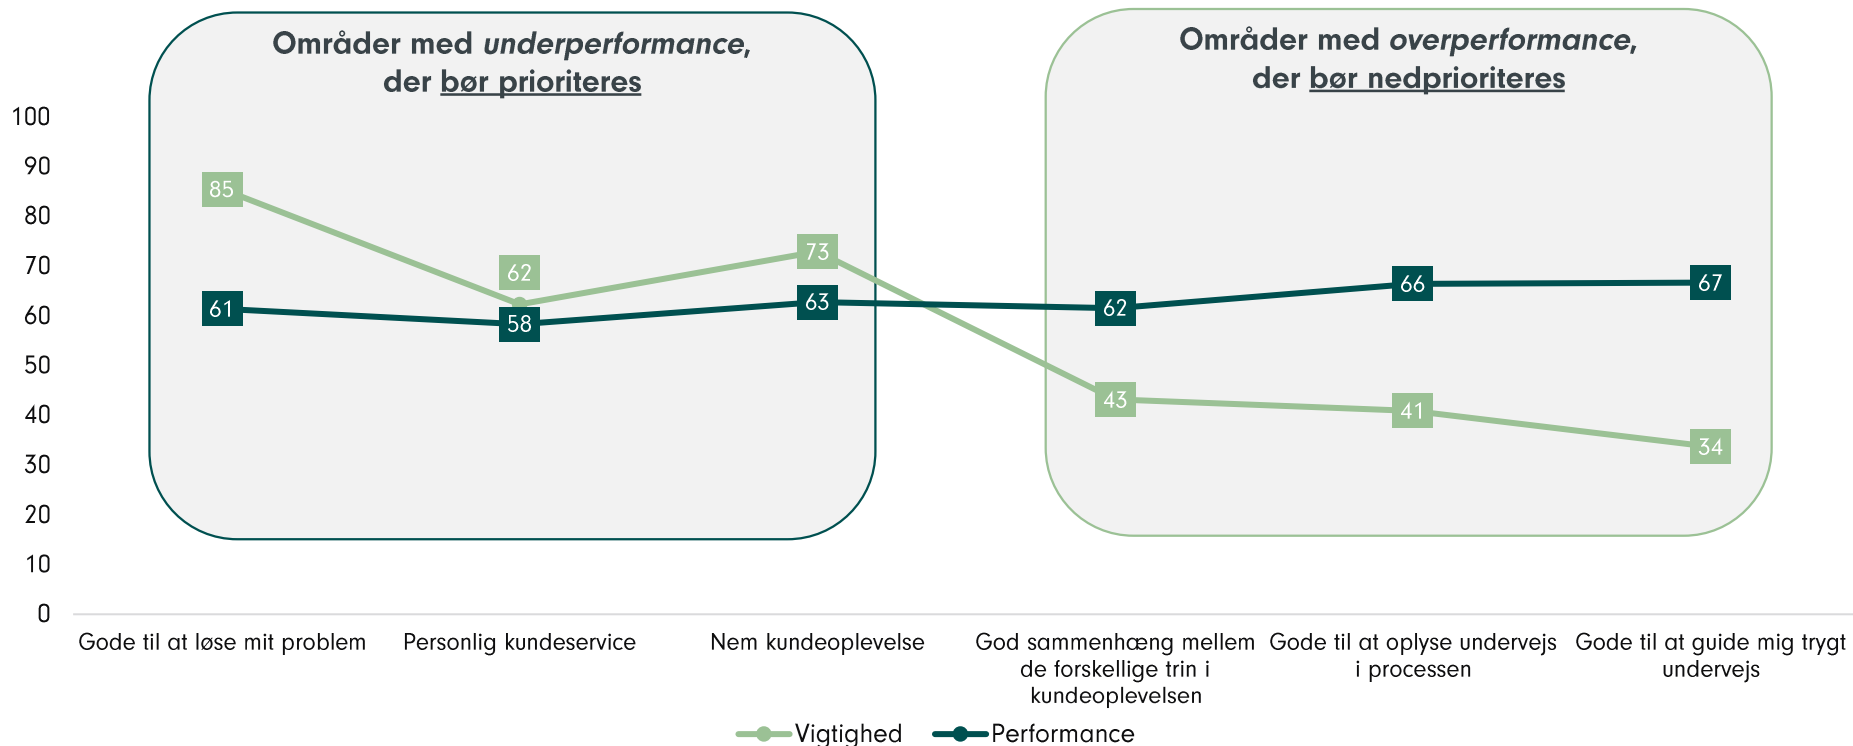 Områder med underperformance,
der bør prioriteres
Områder med overperformance,
der bør nedprioriteres
100
90
80
70
60
50
40
30
20
10
0
85
62
73
43
41
34
61
58
63
62
66
67
Gode til at løse mit problem
Personlig kundeservice
Nem kundeoplevelse
God sammenhæng mellem
de forskellige trin i
kundeoplevelsen
Gode til at oplyse undervejs
i processen
Gode til at guide mig trygt
undervejs
Vigtighed
Performance